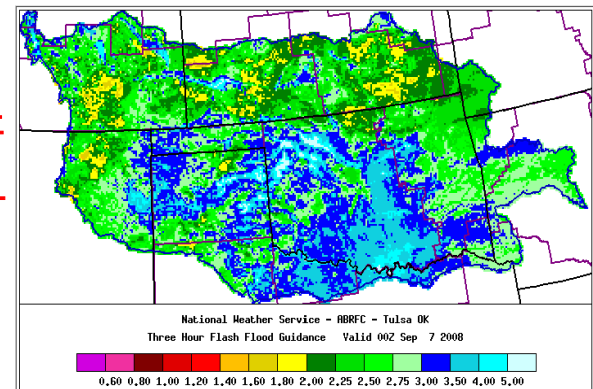 National Weather Service - ABRFC - Tulsa OK
Three Hour Flash Flood Guidance Valid 00Z Sep 7 2008
0.60 0.80 1.00 1.20 1.40 1.60 1.80 2.00 2.25 2.50 2.75 3.00 3.50 4.00 5.00